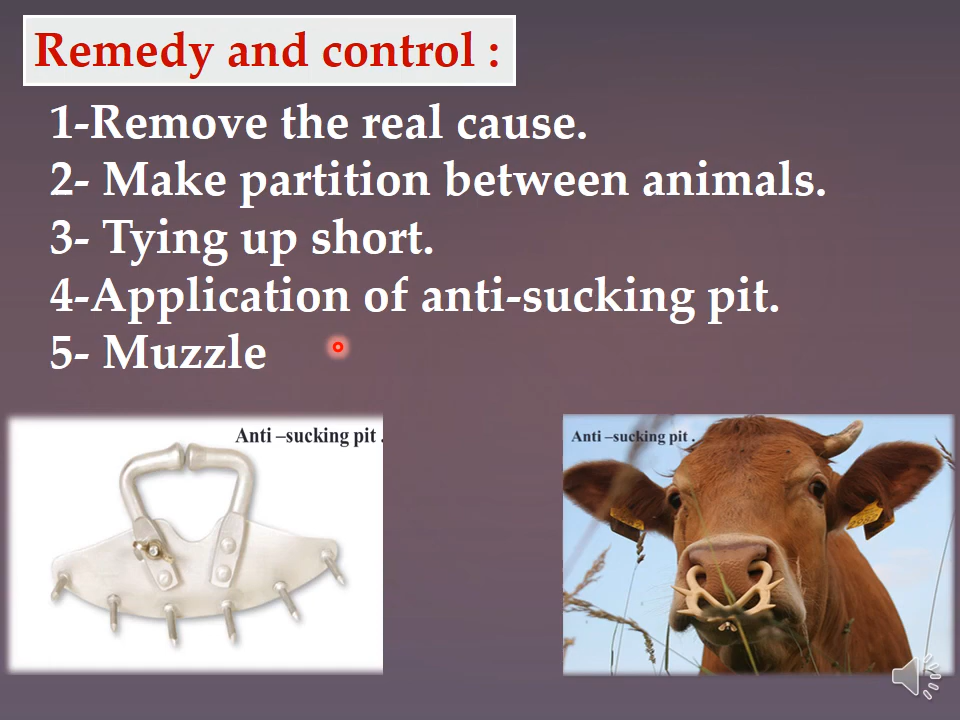 Remedy and control :
1-Remove the real cause.
2- Make partition between animals.
3- Tying up short.
4-Application of anti-sucking pit.
5- Muzzle
Anti –sucking pit .
Anti –sucking pit .